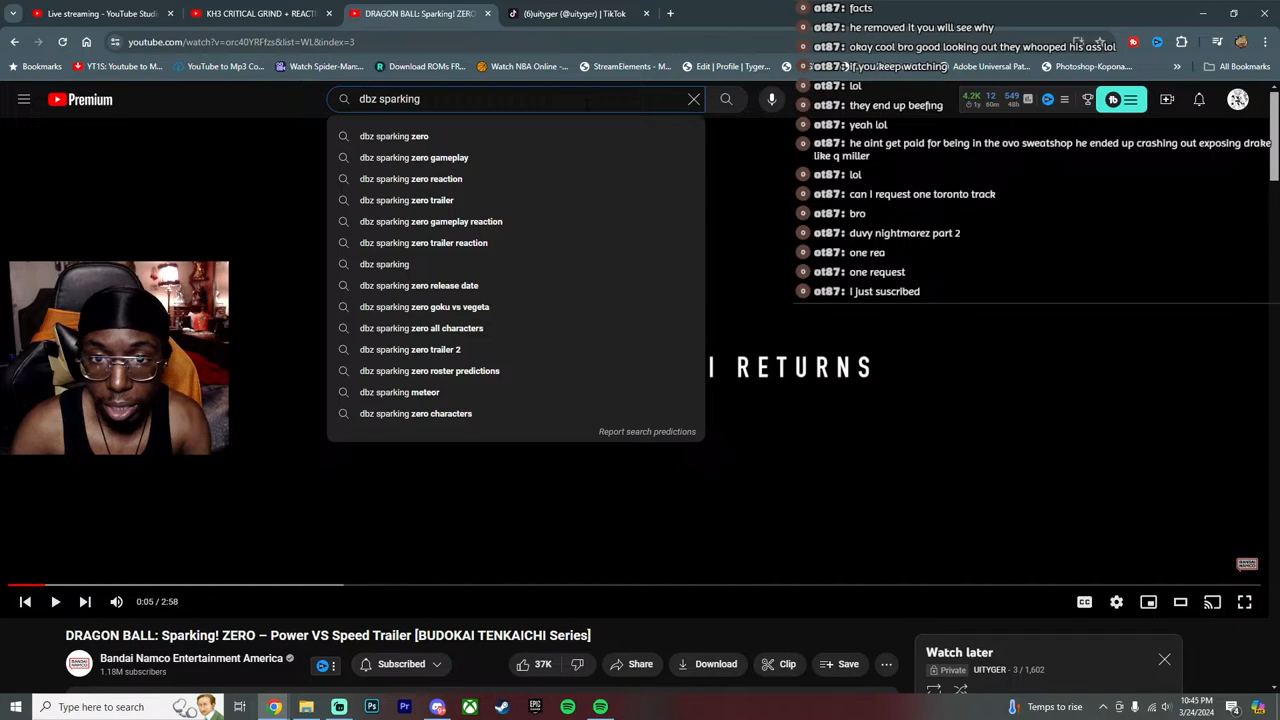 Live streaming - YouTube Studio
KH3 CRITICAL GRIND + REACTI
DRAGON BALL: Sparking! ZERO
(6)uityger (@uityger) | TikTok
youtube.com/watch?v=orc40YRFfzs&list=WL&index=3
Bookmarks
YT1S: YouTube to M...
YouTube to Mp3 Co...
Watch Spider-Man:...
Download ROMs FR...
Watch NBA Online -...
StreamElements - M...
Edit | Profile | Tyger...
Adobe Universal Pat...
Photoshop-Kopona...
All Bookmarks
ot87: facts
ot87: he removed it you will see why
ot87: okay cool bro good looking out they whooped his ass lol
ot87: if you keep watching
ot87: lol
ot87: they end up beefing
ot87: yeah lol
ot87: he aint get paid for being in the ovo sweatshop he ended up crashing out exposing drake
like q miller
ot87: lol
ot87: can I request one toronto track
ot87: bro
ot87: duvy nightmarez part 2
ot87: one rea
ot87: one request
ot87: I just suscribed
Premium
dbz sparking
4.2K 12 549
1y 60m 48h
dbz sparking zero
dbz sparking zero gameplay
dbz sparking zero reaction
dbz sparking zero trailer
dbz sparking zero gameplay reaction
dbz sparking zero trailer reaction
dbz sparking
dbz sparking zero release date
dbz sparking zero goku vs vegeta
dbz sparking zero all characters
dbz sparking zero trailer 2
dbz sparking zero roster predictions
dbz sparking meteor
dbz sparking zero characters
Report search predictions
I RETURNS
0:05 / 2:58
CC
DRAGON BALL: Sparking! ZERO – Power VS Speed Trailer [BUDOKAI TENKAICHI Series]
Bandai Namco Entertainment America
1.18M subscribers
Subscribed
37K
Share
Download
Clip
Save
Watch later
Private
UITYGER - 3 / 1,602
Type here to search
Temps to rise
10:45 PM
3/24/2024